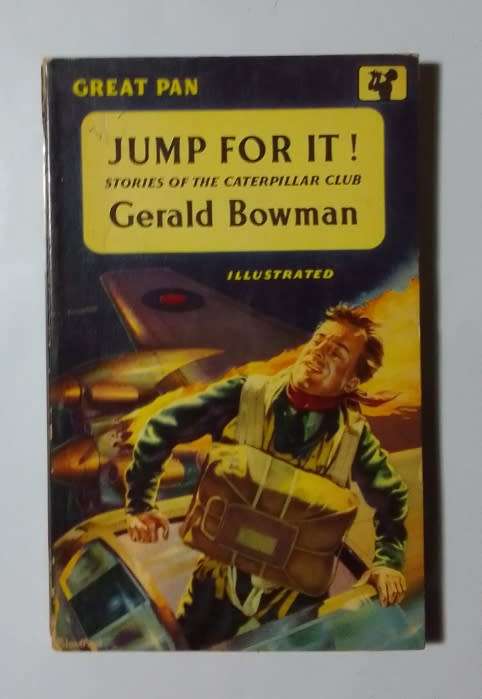 GREAT PAN
JUMP FOR IT!
STORIES OF THE CATERPILLAR CLUB
Gerald Bowman
ILLUSTRATED